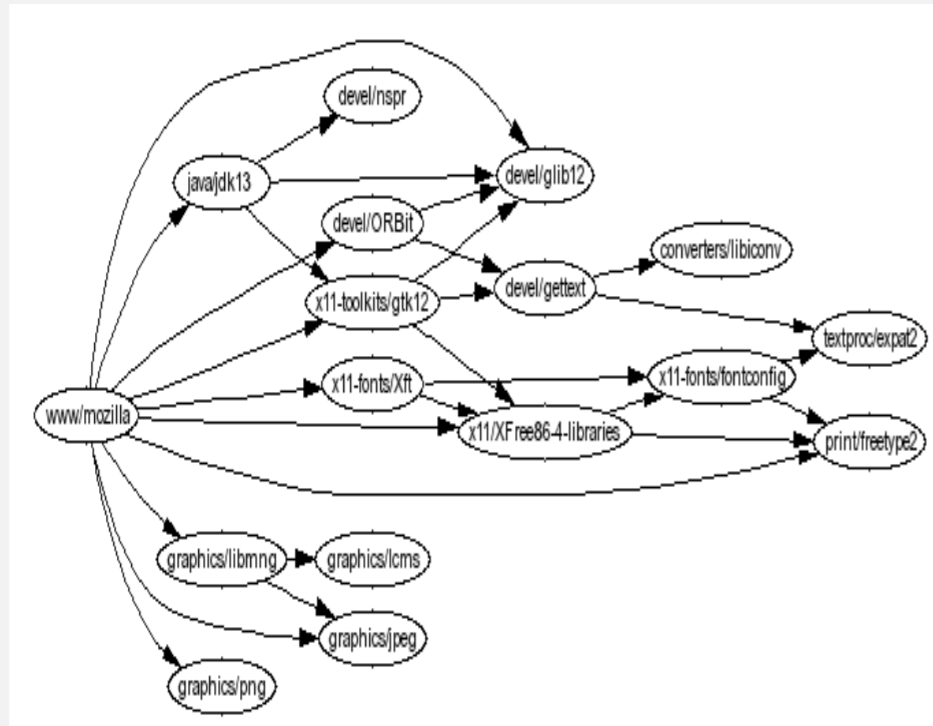 devel/nspr
java/jdk13
devel/glib12
devel/ORBit
converters/libiconv
devel/gettext
x11-toolkits/gtk12
textproc/expat2
x11-fonts/Xft
x11-fonts/fontconfig
www/mozilla
x11/XFree86-4-libraries
print/freetype2
graphics/libmng
graphics/lcms
graphics/jpeg
graphics/png